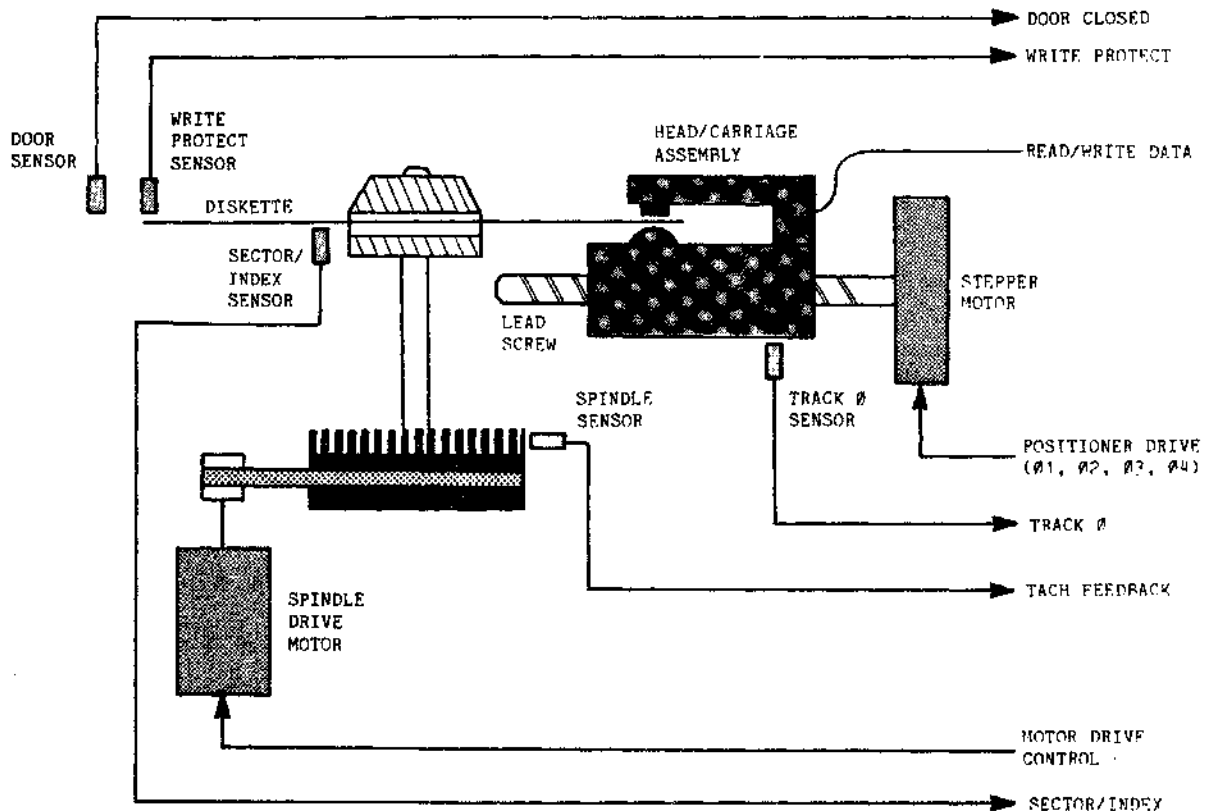 DOOR CLOSED
WRITE PROTECT
DOOR
SENSOR
WRITE
PROTECT
SENSOR
HEAD/CARRIAGE
ASSEMBLY
READ/WRITE DATA
DISKETTE
SECTOR/
INDEX
SENSOR
STEPPER
MOTOR
LEAD
SCREW
SPINDLE
SENSOR
TRACK Ø
SENSOR
POSITIONER DRIVE
(Ø1, Ø2, Ø3, Ø4)
TRACK Ø
TACH FEEDBACK
SPINDLE
DRIVE
MOTOR
MOTOR DRIVE
CONTROL
SECTOR/INDEX